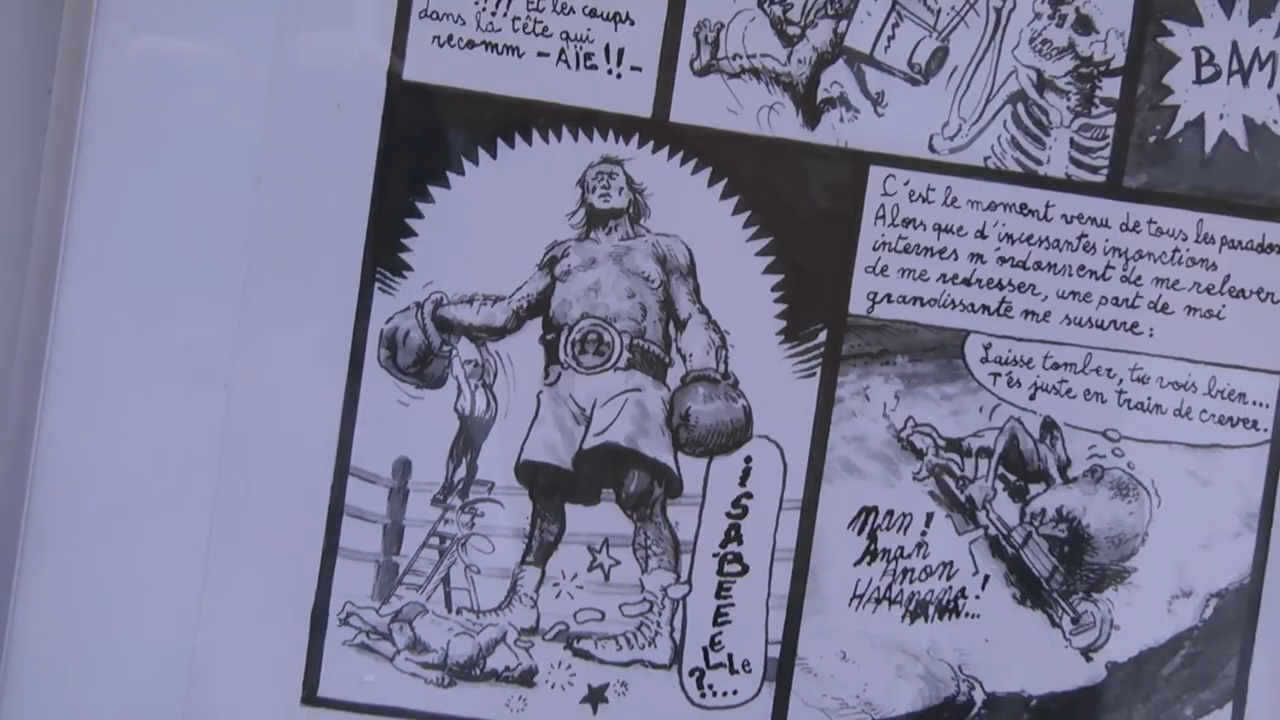 !!! Et les coups
dans la tête qui
recomm - AÏE!! -
BAM
C'est le moment venu de tous les parado
Alors que d'incessantes injonctions
internes m'ordonnent de me relever
de me redresser, une part de moi
grandissante me susurre :
Laisse tomber, tu vois bien...
T'es juste en train de crever.
iSABEEELLe
?...
MAN !
Anan
Anon